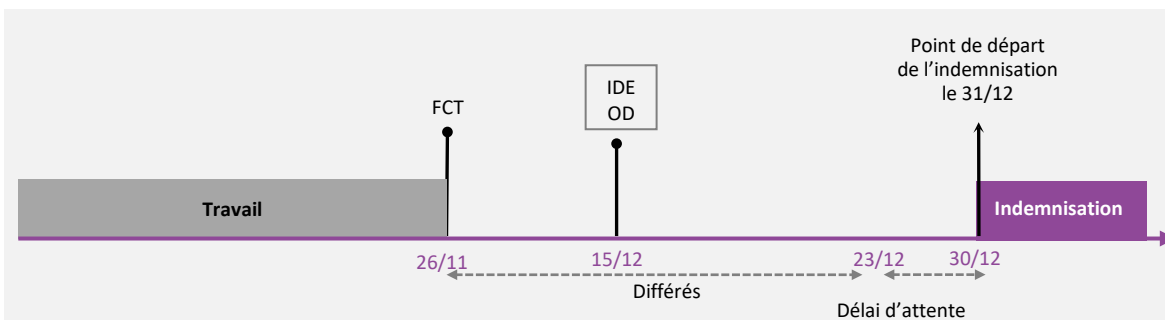 Point de départ
de l’indemnisation
le 31/12
IDE
OD
FCT
Travail
Indemnisation
26/11
15/12
23/12
30/12
Différés
Délai d’attente